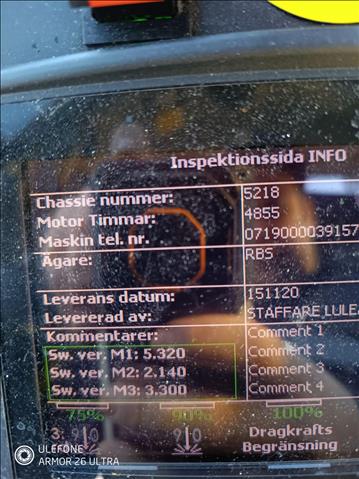 Inspektionssida INFO
Chassie nummer: 5218
Motor Timmar: 4855
Maskin tel. nr. 0719000039157
Ägare: RBS
Leverans datum: 151120
Levererad av: STAFFARE LULE
Kommentarer: Comment 1
Sw. ver. M1: 5.320 Comment 2
Sw. ver. M2: 2.140 Comment 3
Sw. ver. M3: 3.300 Comment 4
75% 90% 100%
Dragkrafts
Begränsning
ULEFONE
ARMOR 26 ULTRA